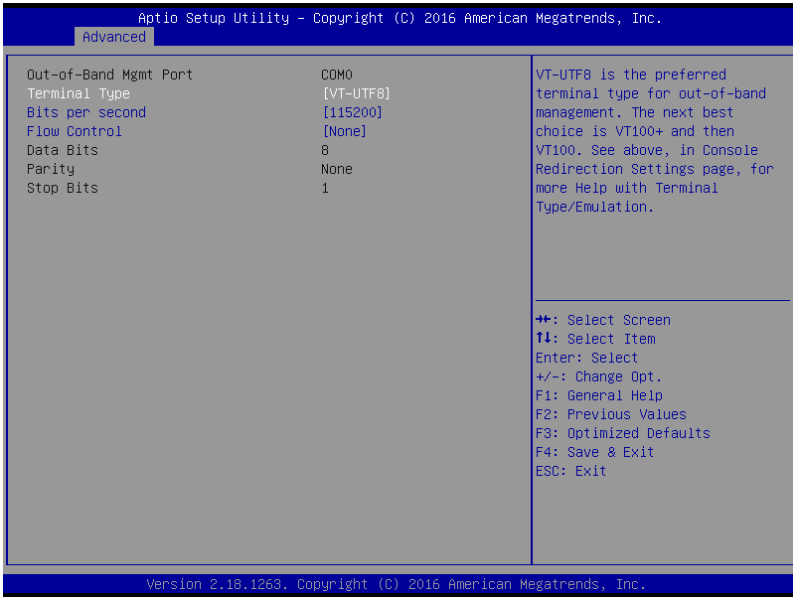 Aptio Setup Utility – Copyright (C) 2016 American Megatrends, Inc.
Advanced
Out-of-Band Mgmt Port COM0
Terminal Type [VT-UTF8]
Bits per second [115200]
Flow Control [None]
Data Bits 8
Parity None
Stop Bits 1
VT-UTF8 is the preferred
terminal type for out-of-band
management. The next best
choice is VT100+ and then
VT100. See above, in Console
Redirection Settings page, for
more Help with Terminal
Type/Emulation.
→←: Select Screen
↑↓: Select Item
Enter: Select
+/-: Change Opt.
F1: General Help
F2: Previous Values
F3: Optimized Defaults
F4: Save & Exit
ESC: Exit
Version 2.18.1263. Copyright (C) 2016 American Megatrends, Inc.